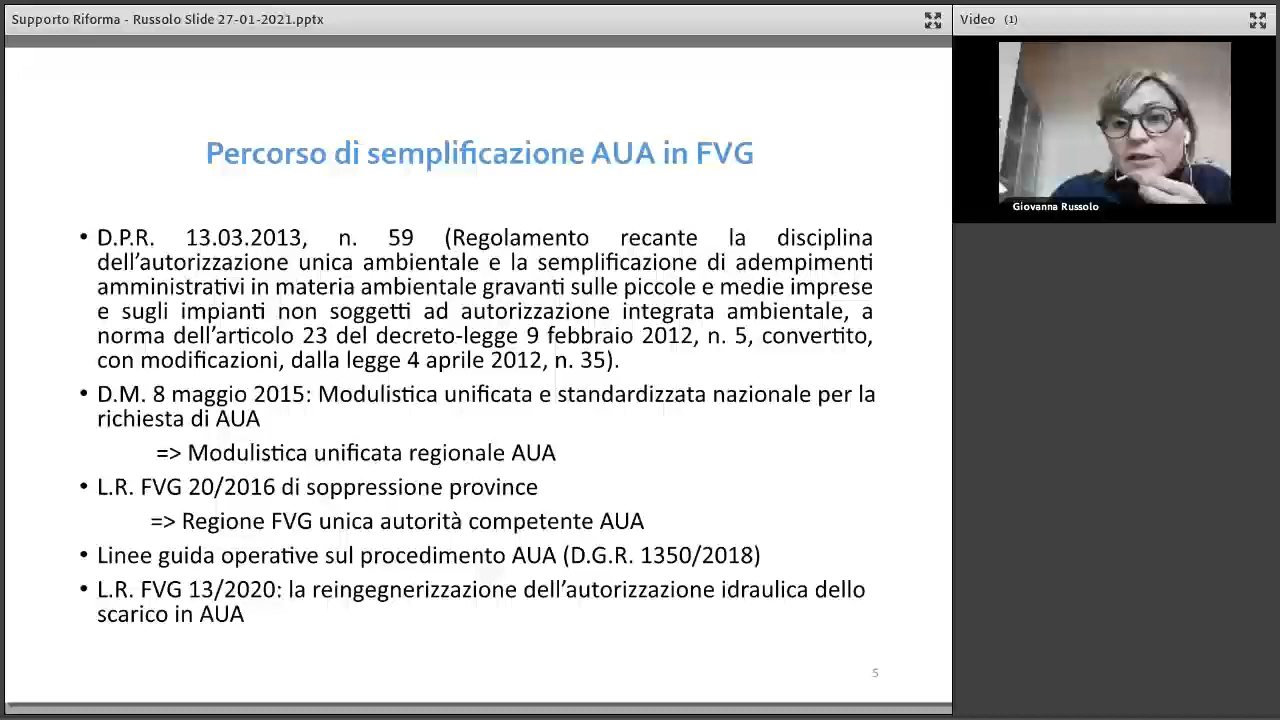 Supporto Riforma - Russolo Slide 27-01-2021.pptx
Video (1)
Giovanna Russolo
Percorso di semplificazione AUA in FVG
• D.P.R. 13.03.2013, n. 59 (Regolamento recante la disciplina
dell’autorizzazione unica ambientale e la semplificazione di adempimenti
amministrativi in materia ambientale gravanti sulle piccole e medie imprese
e sugli impianti non soggetti ad autorizzazione integrata ambientale, a
norma dell’articolo 23 del decreto-legge 9 febbraio 2012, n. 5, convertito,
con modificazioni, dalla legge 4 aprile 2012, n. 35).
• D.M. 8 maggio 2015: Modulistica unificata e standardizzata nazionale per la
richiesta di AUA
=> Modulistica unificata regionale AUA
• L.R. FVG 20/2016 di soppressione province
=> Regione FVG unica autorità competente AUA
• Linee guida operative sul procedimento AUA (D.G.R. 1350/2018)
• L.R. FVG 13/2020: la reingegnerizzazione dell’autorizzazione idraulica dello
scarico in AUA
5